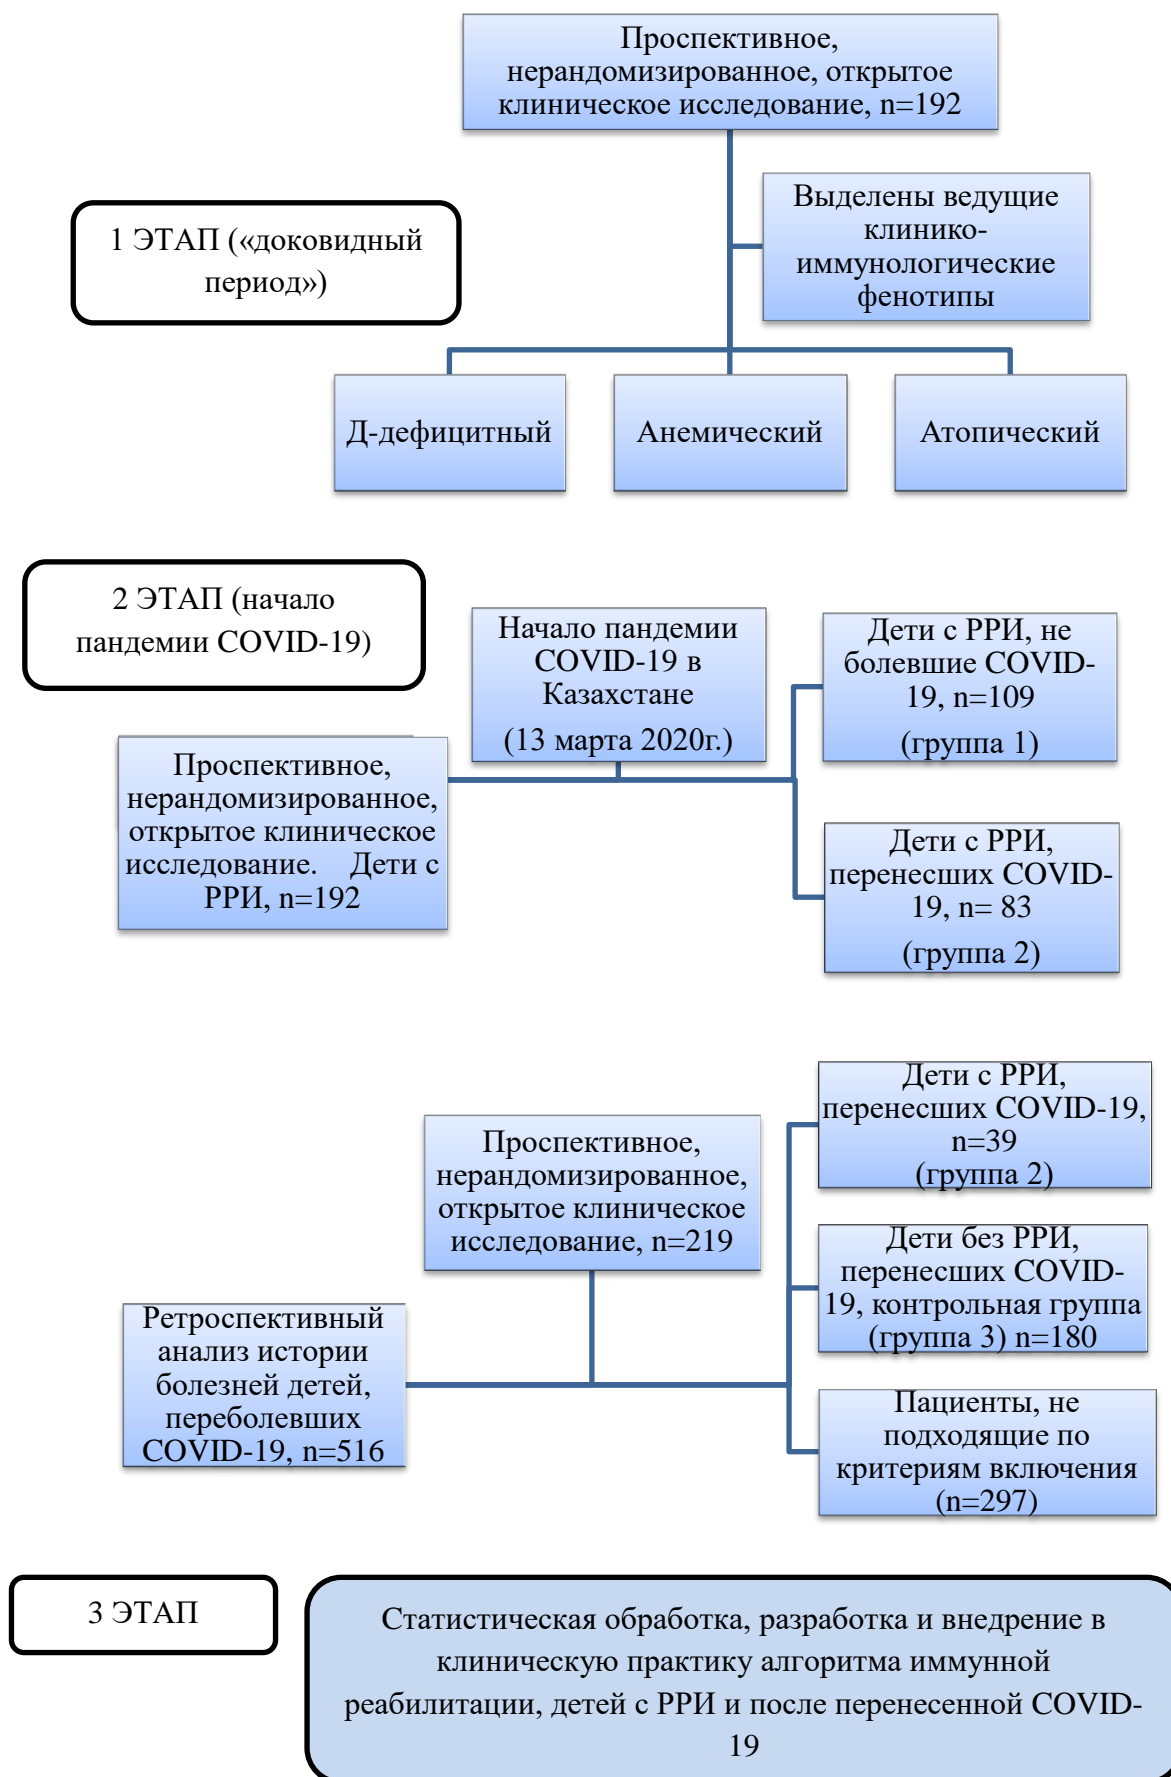 Проспективное,
нерандомизированное, открытое
клиническое исследование, n=192
Выделены ведущие
клинико-
иммунологические
фенотипы
1 ЭТАП («доковидный
период»)
Д-дефицитный
Анемический
Атопический
2 ЭТАП (начало
пандемии COVID-19)
Начало пандемии
COVID-19 в
Казахстане
(13 марта 2020г.)
Дети с РРИ, не
болевшие COVID-
19, n=109
(группа 1)
Проспективное,
нерандомизированное,
открытое клиническое
исследование. Дети с
РРИ, n=192
Дети с РРИ,
перенесших COVID-
19, n= 83
(группа 2)
Дети с РРИ,
перенесших COVID-19,
n=39
(группа 2)
Проспективное,
нерандомизированное,
открытое клиническое
исследование, n=219
Дети без РРИ,
перенесших COVID-
19, контрольная группа
(группа 3) n=180
Ретроспективный
анализ истории
болезней детей,
переболевших
COVID-19, n=516
Пациенты, не
подходящие по
критериям включения
(n=297)
3 ЭТАП
Статистическая обработка, разработка и внедрение в
клиническую практику алгоритма иммунной
реабилитации, детей с РРИ и после перенесенной COVID-
19